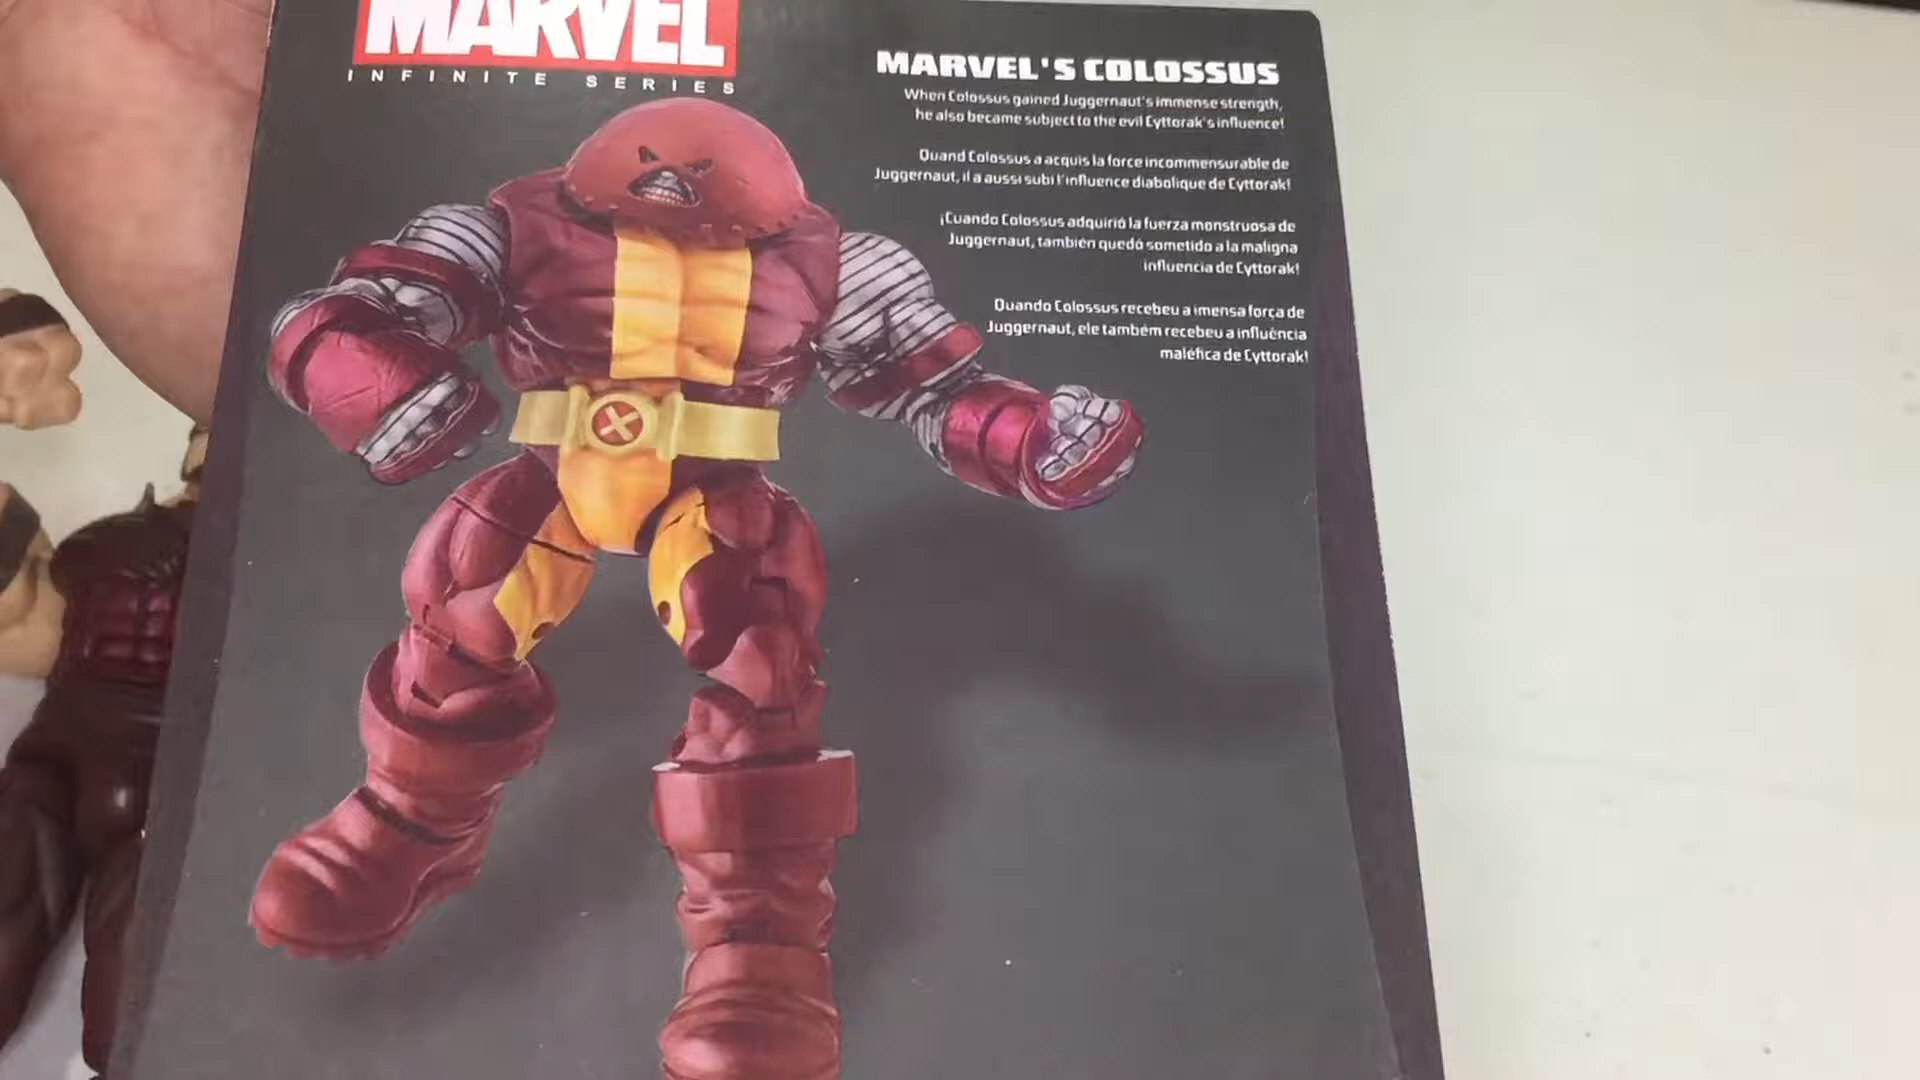 MARVEL
INFINITE SERIES
MARVEL'S COLOSSUS
When Colossus gained Juggernaut's immense strength,
he also became subject to the evil Cyttorak's influence!
Quand Colossus a acquis la force incommensurable de
Juggernaut, il a aussi subi l'influence diabolique de Cyttorak!
¡Cuando Colossus adquirió la fuerza monstruosa de
Juggernaut, también quedó sometido a la maligna
influencia de Cyttorak!
Quando Colossus recebeu a imensa força de
Juggernaut, ele também recebeu a influência
maléfica de Cyttorak!